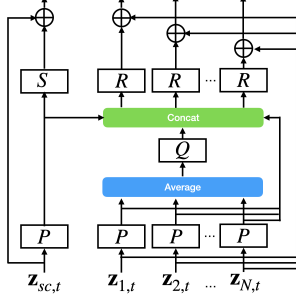 S R R ... R
Concat
Q
Average
P P P ... P
z_{sc,t} z_{1,t} z_{2,t} ... z_{N,t}